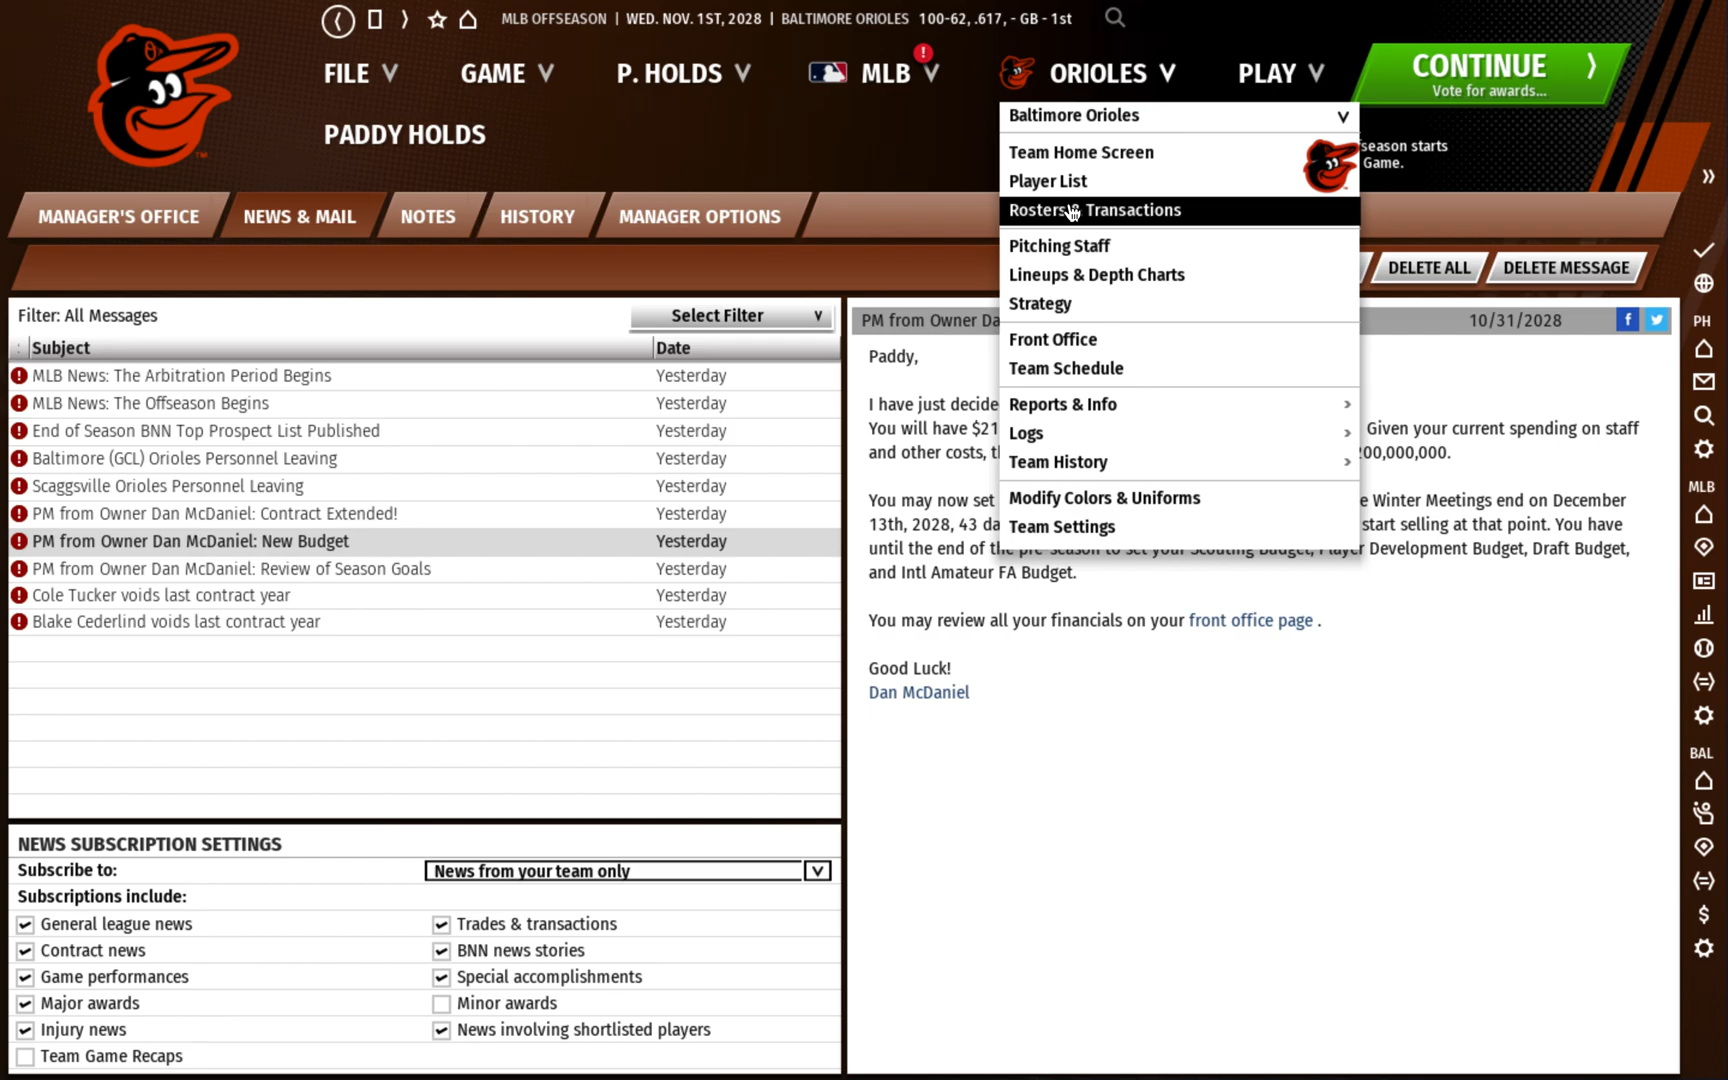 MLB OFFSEASON | WED. NOV. 1ST, 2028 | BALTIMORE ORIOLES 100-62, .617, - GB - 1st
FILE GAME P. HOLDS MLB ORIOLES PLAY
CONTINUE
Vote for awards...
PADDY HOLDS
season starts
Game.
Baltimore Orioles
Team Home Screen
Player List
Rosters & Transactions
Pitching Staff
Lineups & Depth Charts
Strategy
Front Office
Team Schedule
Reports & Info
Logs
Team History
Modify Colors & Uniforms
Team Settings
MANAGER'S OFFICE NEWS & MAIL NOTES HISTORY MANAGER OPTIONS
DELETE ALL DELETE MESSAGE
Filter: All Messages Select Filter
Subject Date
MLB News: The Arbitration Period Begins Yesterday
MLB News: The Offseason Begins Yesterday
End of Season BNN Top Prospect List Published Yesterday
Baltimore (GCL) Orioles Personnel Leaving Yesterday
Scaggsville Orioles Personnel Leaving Yesterday
PM from Owner Dan McDaniel: Contract Extended! Yesterday
PM from Owner Dan McDaniel: New Budget Yesterday
PM from Owner Dan McDaniel: Review of Season Goals Yesterday
Cole Tucker voids last contract year Yesterday
Blake Cederlind voids last contract year Yesterday
PM from Owner Da 10/31/2028
Paddy,
I have just decide
You will have $21 Given your current spending on staff
and other costs, th 200,000,000.
You may now set e Winter Meetings end on December
13th, 2028, 43 da start selling at that point. You have
until the end of the pre-season to set your Scouting Budget, Player Development Budget, Draft Budget,
and Intl Amateur FA Budget.
You may review all your financials on your front office page .
Good Luck!
Dan McDaniel
NEWS SUBSCRIPTION SETTINGS
Subscribe to: News from your team only
Subscriptions include:
General league news Trades & transactions
Contract news BNN news stories
Game performances Special accomplishments
Major awards Minor awards
Injury news News involving shortlisted players
Team Game Recaps
PH
MLB
BAL